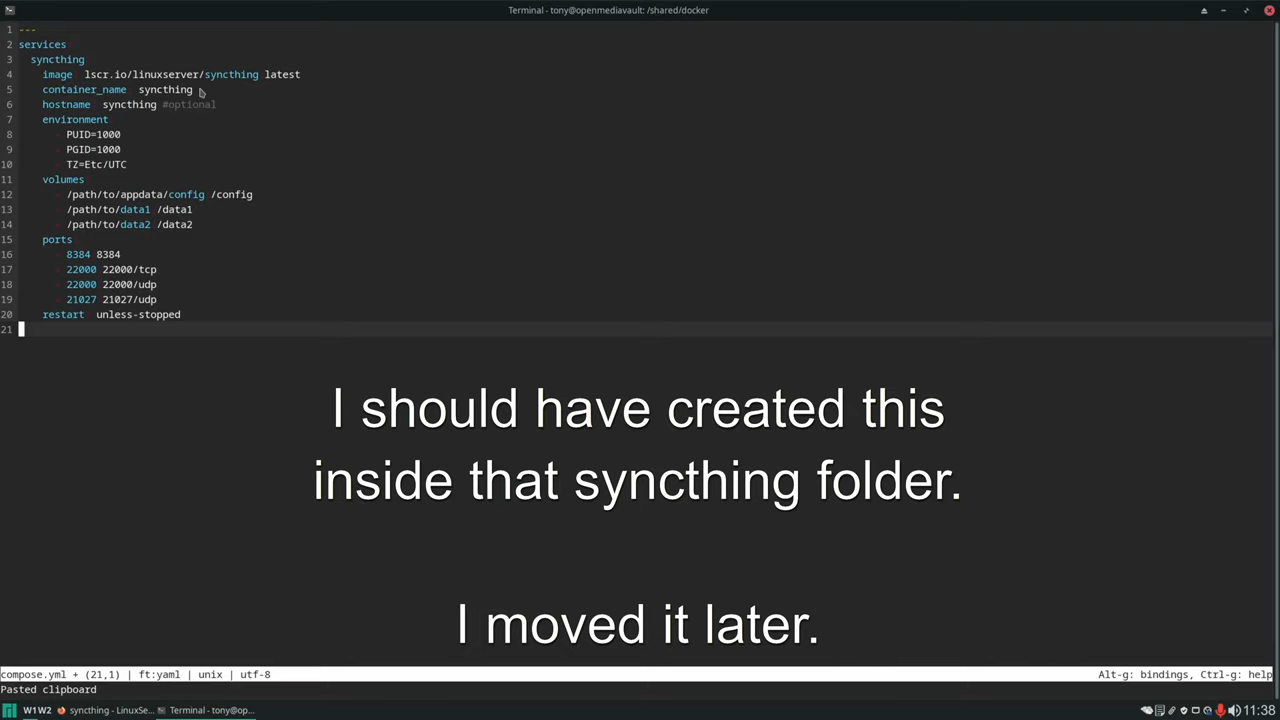 Terminal - tony@openmediavault: /shared/docker
1 ---
2 services
3 syncthing
4 image lscr.io/linuxserver/syncthing latest
5 container_name syncthing
6 hostname syncthing #optional
7 environment
8 - PUID=1000
9 - PGID=1000
10 - TZ=Etc/UTC
11 volumes
12 - /path/to/appdata/config /config
13 - /path/to/data1 /data1
14 - /path/to/data2 /data2
15 ports
16 - 8384 8384
17 - 22000 22000/tcp
18 - 22000 22000/udp
19 - 21027 21027/udp
20 restart unless-stopped
21
I should have created this
inside that syncthing folder.
I moved it later.
compose.yml + (21,1) | ft:yaml | unix | utf-8 Alt-g: bindings, Ctrl-g: help
Pasted clipboard
W1W2 syncthing - LinuxSe... Terminal - tony@op... 11:38